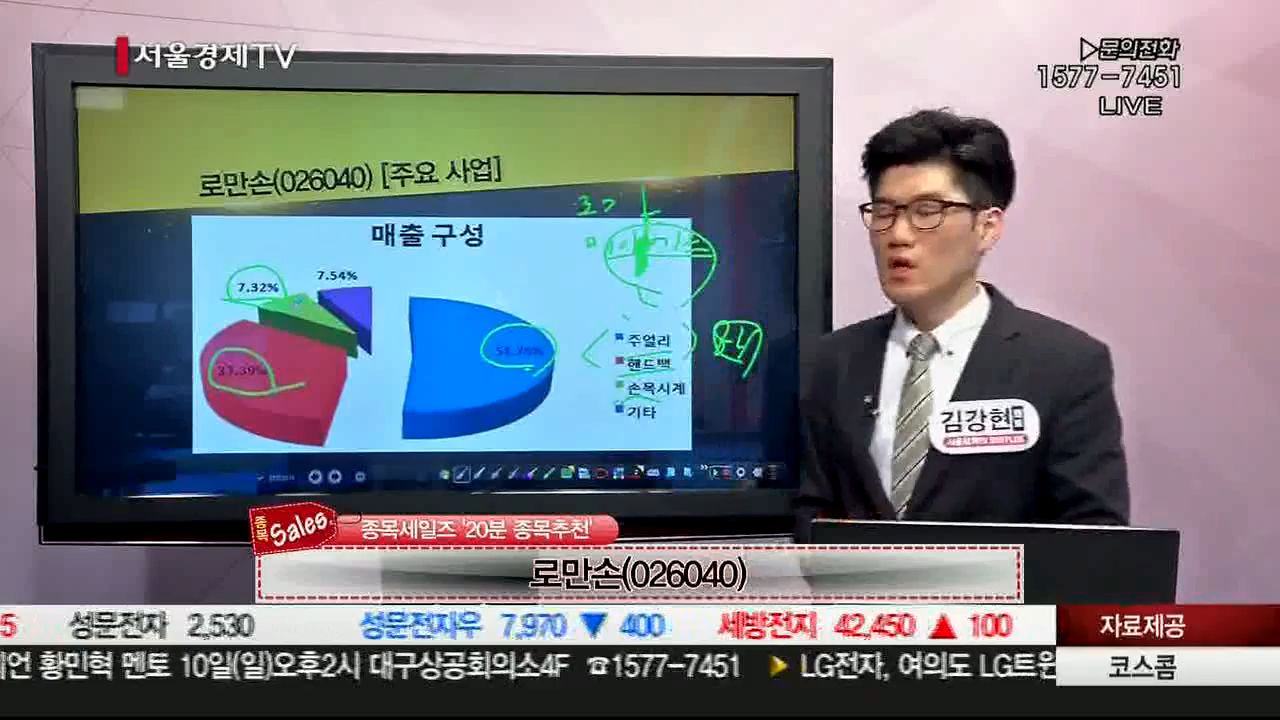 서울경제TV
▶문의전화
1577-7451
LIVE
로만손(026040) [주요 사업]
매출 구성
7.54%
7.32%
37.39%
주얼리
핸드백
손목시계
기타
김강현
종목
Sales
종목세일즈 '20분 종목추천'
로만손(026040)
5 성문전자 2,530 성문전자우 7,970 ▼ 400 세방전지 42,450 ▲ 100
자료제공
언 황민혁 멘토 10일(일)오후2시 대구상공회의소4F ☎1577-7451 ▶ LG전자, 여의도 LG트윈
코스콤